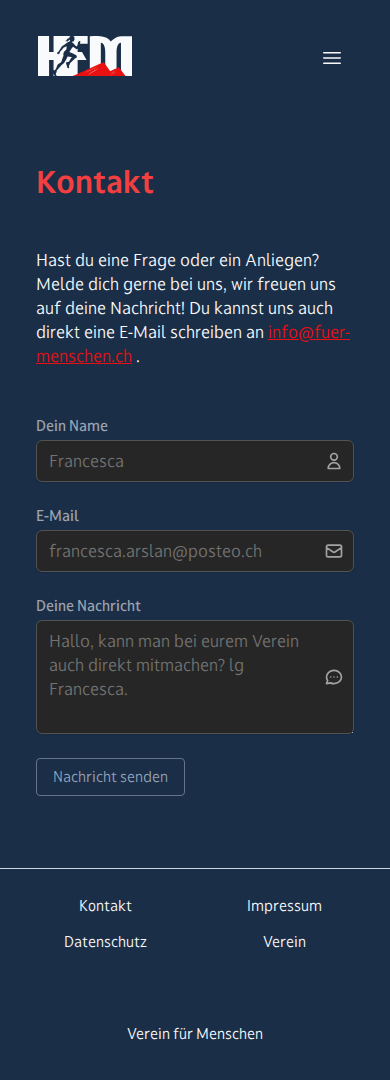 HFM
Kontakt
Hast du eine Frage oder ein Anliegen?
Melde dich gerne bei uns, wir freuen uns
auf deine Nachricht! Du kannst uns auch
direkt eine E-Mail schreiben an info@fuer-
menschen.ch .
Dein Name
Francesca
E-Mail
francesca.arslan@posteo.ch
Deine Nachricht
Hallo, kann man bei eurem Verein
auch direkt mitmachen? lg
Francesca.
Nachricht senden
Kontakt
Impressum
Datenschutz
Verein
Verein für Menschen